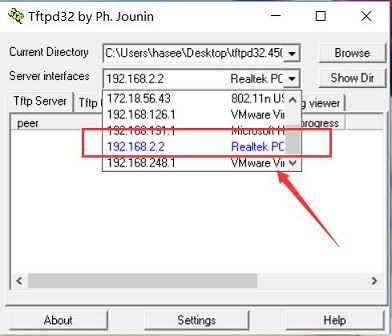 Tftpd32 by Ph. Jounin
Current Directory C:\Users\hasee\Desktop\tftpd32.450 Browse
Server interfaces 192.168.2.2 Realtek PC Show Dir
Tftp Server Tftp viewer
172.18.56.43 802.11n US
peer 192.168.126.1 VMware Vir progress
192.168.191.1 Microsoft H
192.168.2.2 Realtek PC
192.168.248.1 VMware Vir
About Settings Help